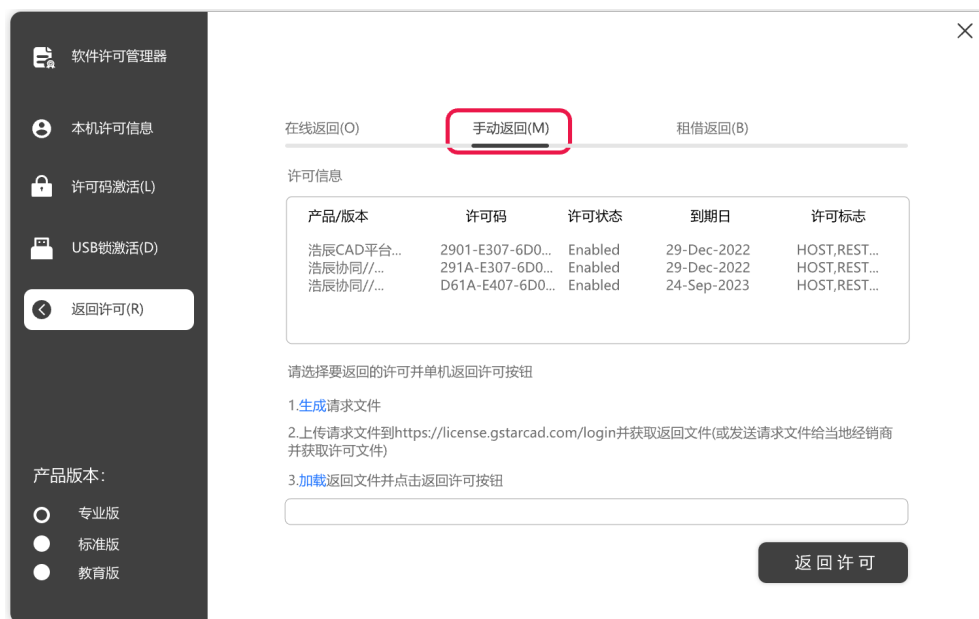 软件许可管理器
本机许可信息
许可码激活(L)
USB锁激活(D)
返回许可(R)
产品版本：
专业版
标准版
教育版
在线返回(O) 手动返回(M) 租借返回(B)
许可信息
产品/版本 许可码 许可状态 到期日 许可标志
浩辰CAD平台... 2901-E307-6D0... Enabled 29-Dec-2022 HOST,REST...
浩辰协同//... 291A-E307-6D0... Enabled 29-Dec-2022 HOST,REST...
浩辰协同//... D61A-E407-6D0... Enabled 24-Sep-2023 HOST,REST...
请选择要返回的许可并单机返回许可按钮
1.生成请求文件
2.上传请求文件到https://license.gstarcad.com/login并获取返回文件(或发送请求文件给当地经销商
并获取许可文件)
3.加载返回文件并点击返回许可按钮
返回许可